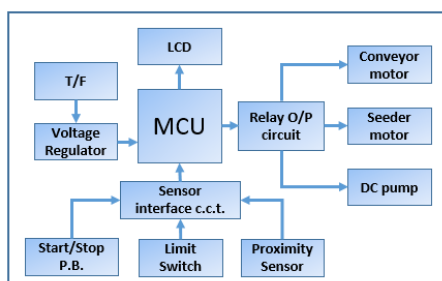 LCD
Conveyor
motor
T/F
MCU
Relay O/P
circuit
Seeder
motor
Voltage
Regulator
DC pump
Sensor
interface c.c.t.
Start/Stop
P.B.
Limit
Switch
Proximity
Sensor